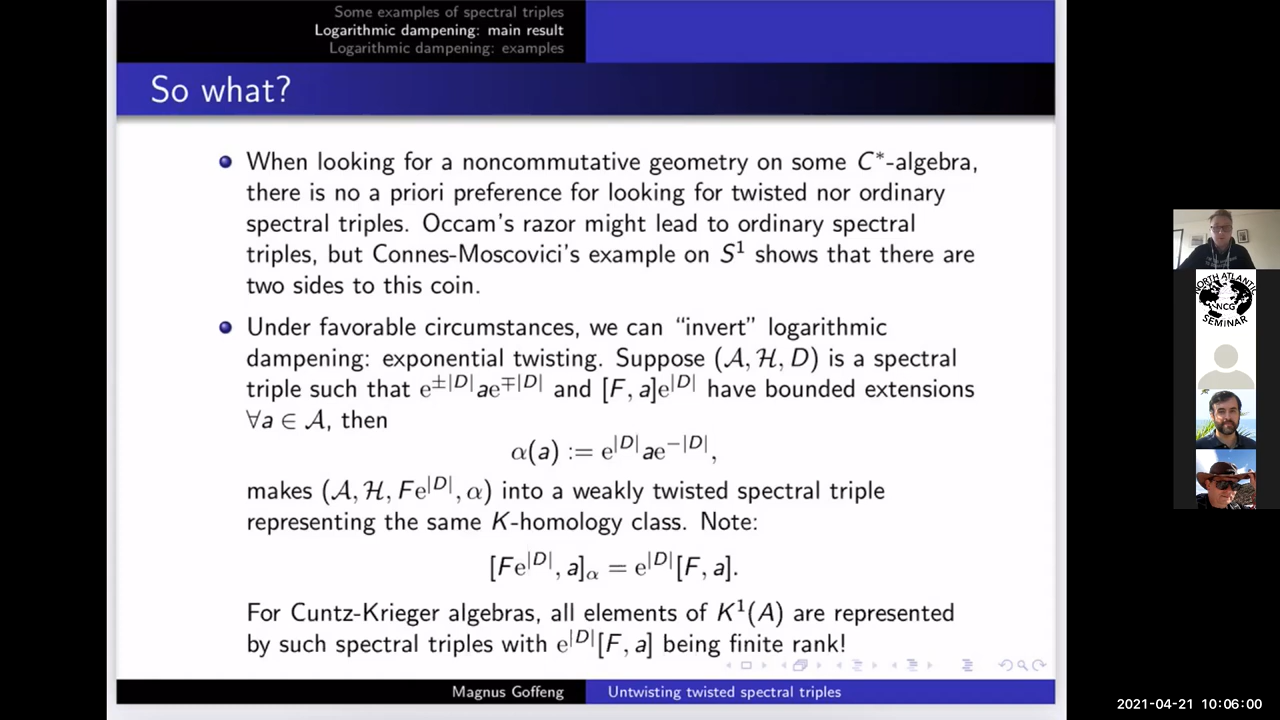 Some examples of spectral triples
Logarithmic dampening: main result
Logarithmic dampening: examples
So what?
When looking for a noncommutative geometry on some C*-algebra,
there is no a priori preference for looking for twisted nor ordinary
spectral triples. Occam's razor might lead to ordinary spectral
triples, but Connes-Moscovici's example on S¹ shows that there are
two sides to this coin.
Under favorable circumstances, we can “invert” logarithmic
dampening: exponential twisting. Suppose (𝒜, ℋ, D) is a spectral
triple such that e^{±|D|}ae^{∓|D|} and [F, a]e^{|D|} have bounded extensions
∀a ∈ 𝒜, then
α(a) := e^{|D|}ae^{−|D|},
makes (𝒜, ℋ, Fe^{|D|}, α) into a weakly twisted spectral triple
representing the same K-homology class. Note:
[Fe^{|D|}, a]_α = e^{|D|}[F, a].
For Cuntz-Krieger algebras, all elements of K¹(A) are represented
by such spectral triples with e^{|D|}[F, a] being finite rank!
Magnus Goffeng
Untwisting twisted spectral triples
NORTH ATLANTIC
NCG
SEMINAR
2021-04-21 10:06:00